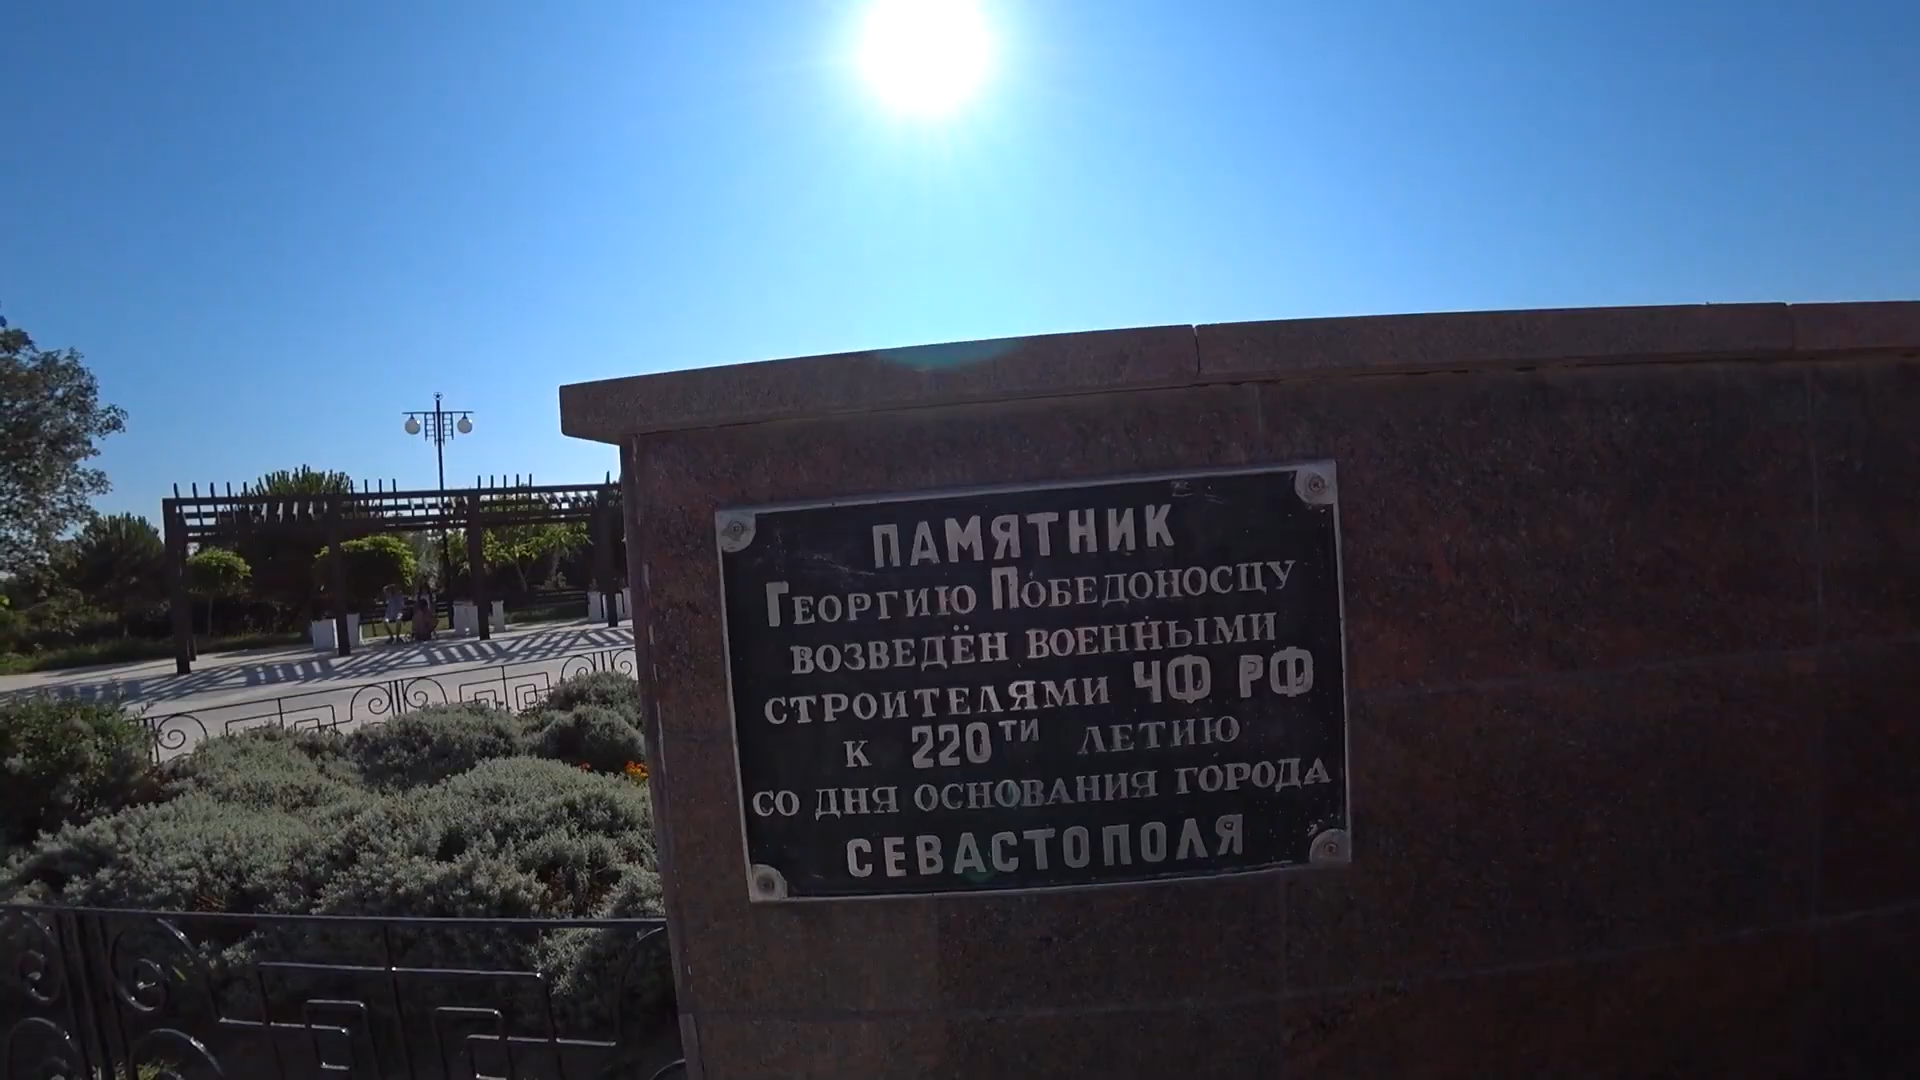 ПАМЯТНИК
ГЕОРГИЮ ПОБЕДОНОСЦУ
ВОЗВЕДЁН ВОЕННЫМИ
СТРОИТЕЛЯМИ ЧФ РФ
К 220ТИ ЛЕТИЮ
СО ДНЯ ОСНОВАНИЯ ГОРОДА
СЕВАСТОПОЛЯ